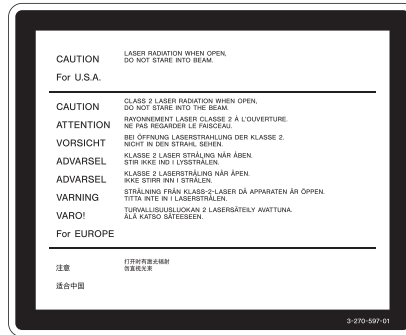 CAUTION
LASER RADIATION WHEN OPEN,
DO NOT STARE INTO BEAM.
For U.S.A.
CAUTION
CLASS 2 LASER RADIATION WHEN OPEN,
DO NOT STARE INTO THE BEAM.
ATTENTION
RAYONNEMENT LASER CLASSE 2 À L'OUVERTURE.
NE PAS REGARDER LE FAISCEAU.
VORSICHT
BEI ÖFFNUNG LASERSTRAHLUNG DER KLASSE 2.
NICHT IN DEN STRAHL SEHEN.
ADVARSEL
KLASSE 2 LASER STRÅLING NÅR ÅBEN.
STIR IKKE IND I LYSSTRÅLEN.
ADVARSEL
KLASSE 2 LASERSTRÅLING NÅR ÅPEN.
IKKE STIRR INN I STRÅLEN.
VARNING
STRÅLNING FRÅN KLASS-2-LASER DÅ APPARATEN ÄR ÖPPEN.
TITTA INTE IN I LASERSTRÅLEN.
VARO!
TURVALLISUUSLUOKAN 2 LASERSÄTEILY AVATTUNA.
ÄLÄ KATSO SÄTEESEEN.
For EUROPE
注意
打开时有激光辐射
勿直视光束
适合中国
3-270-597-01